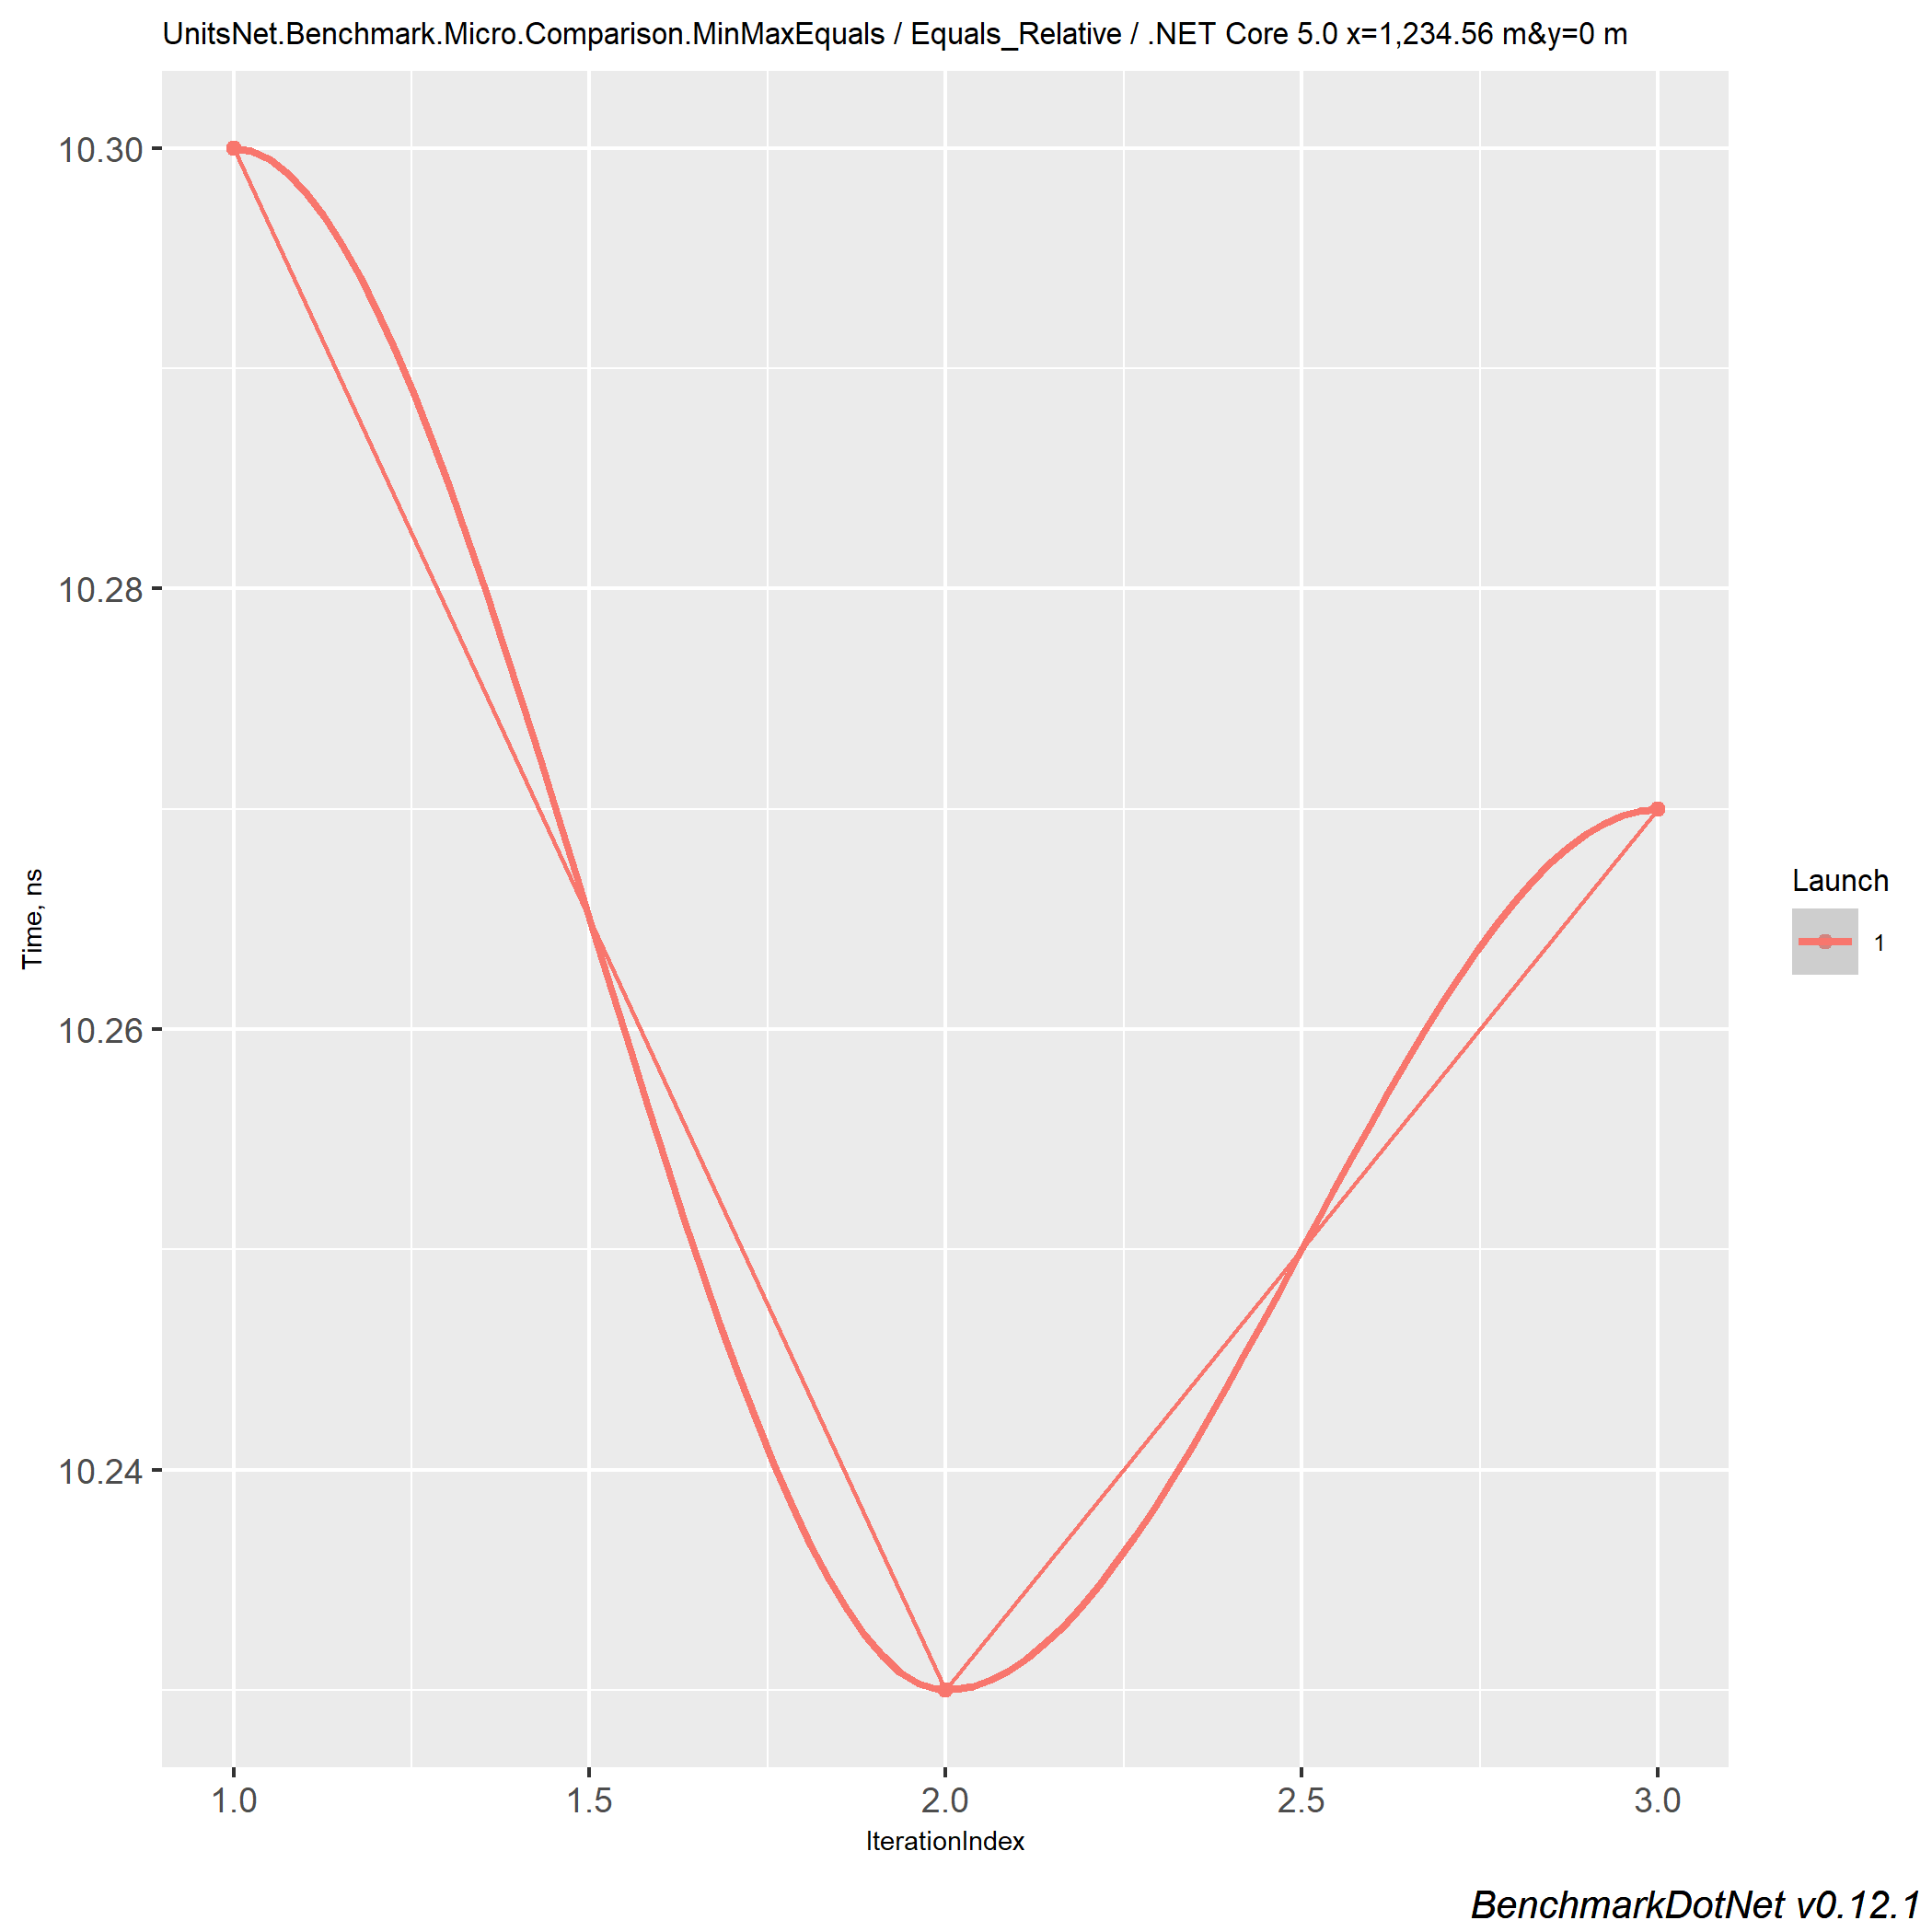 UnitsNet.Benchmark.Micro.Comparison.MinMaxEquals / Equals_Relative / .NET Core 5.0 x=1,234.56 m&y=0 m
10.30
10.28
10.26
10.24
Time, ns
1.0 1.5 2.0 2.5 3.0
IterationIndex
Launch
1
BenchmarkDotNet v0.12.1